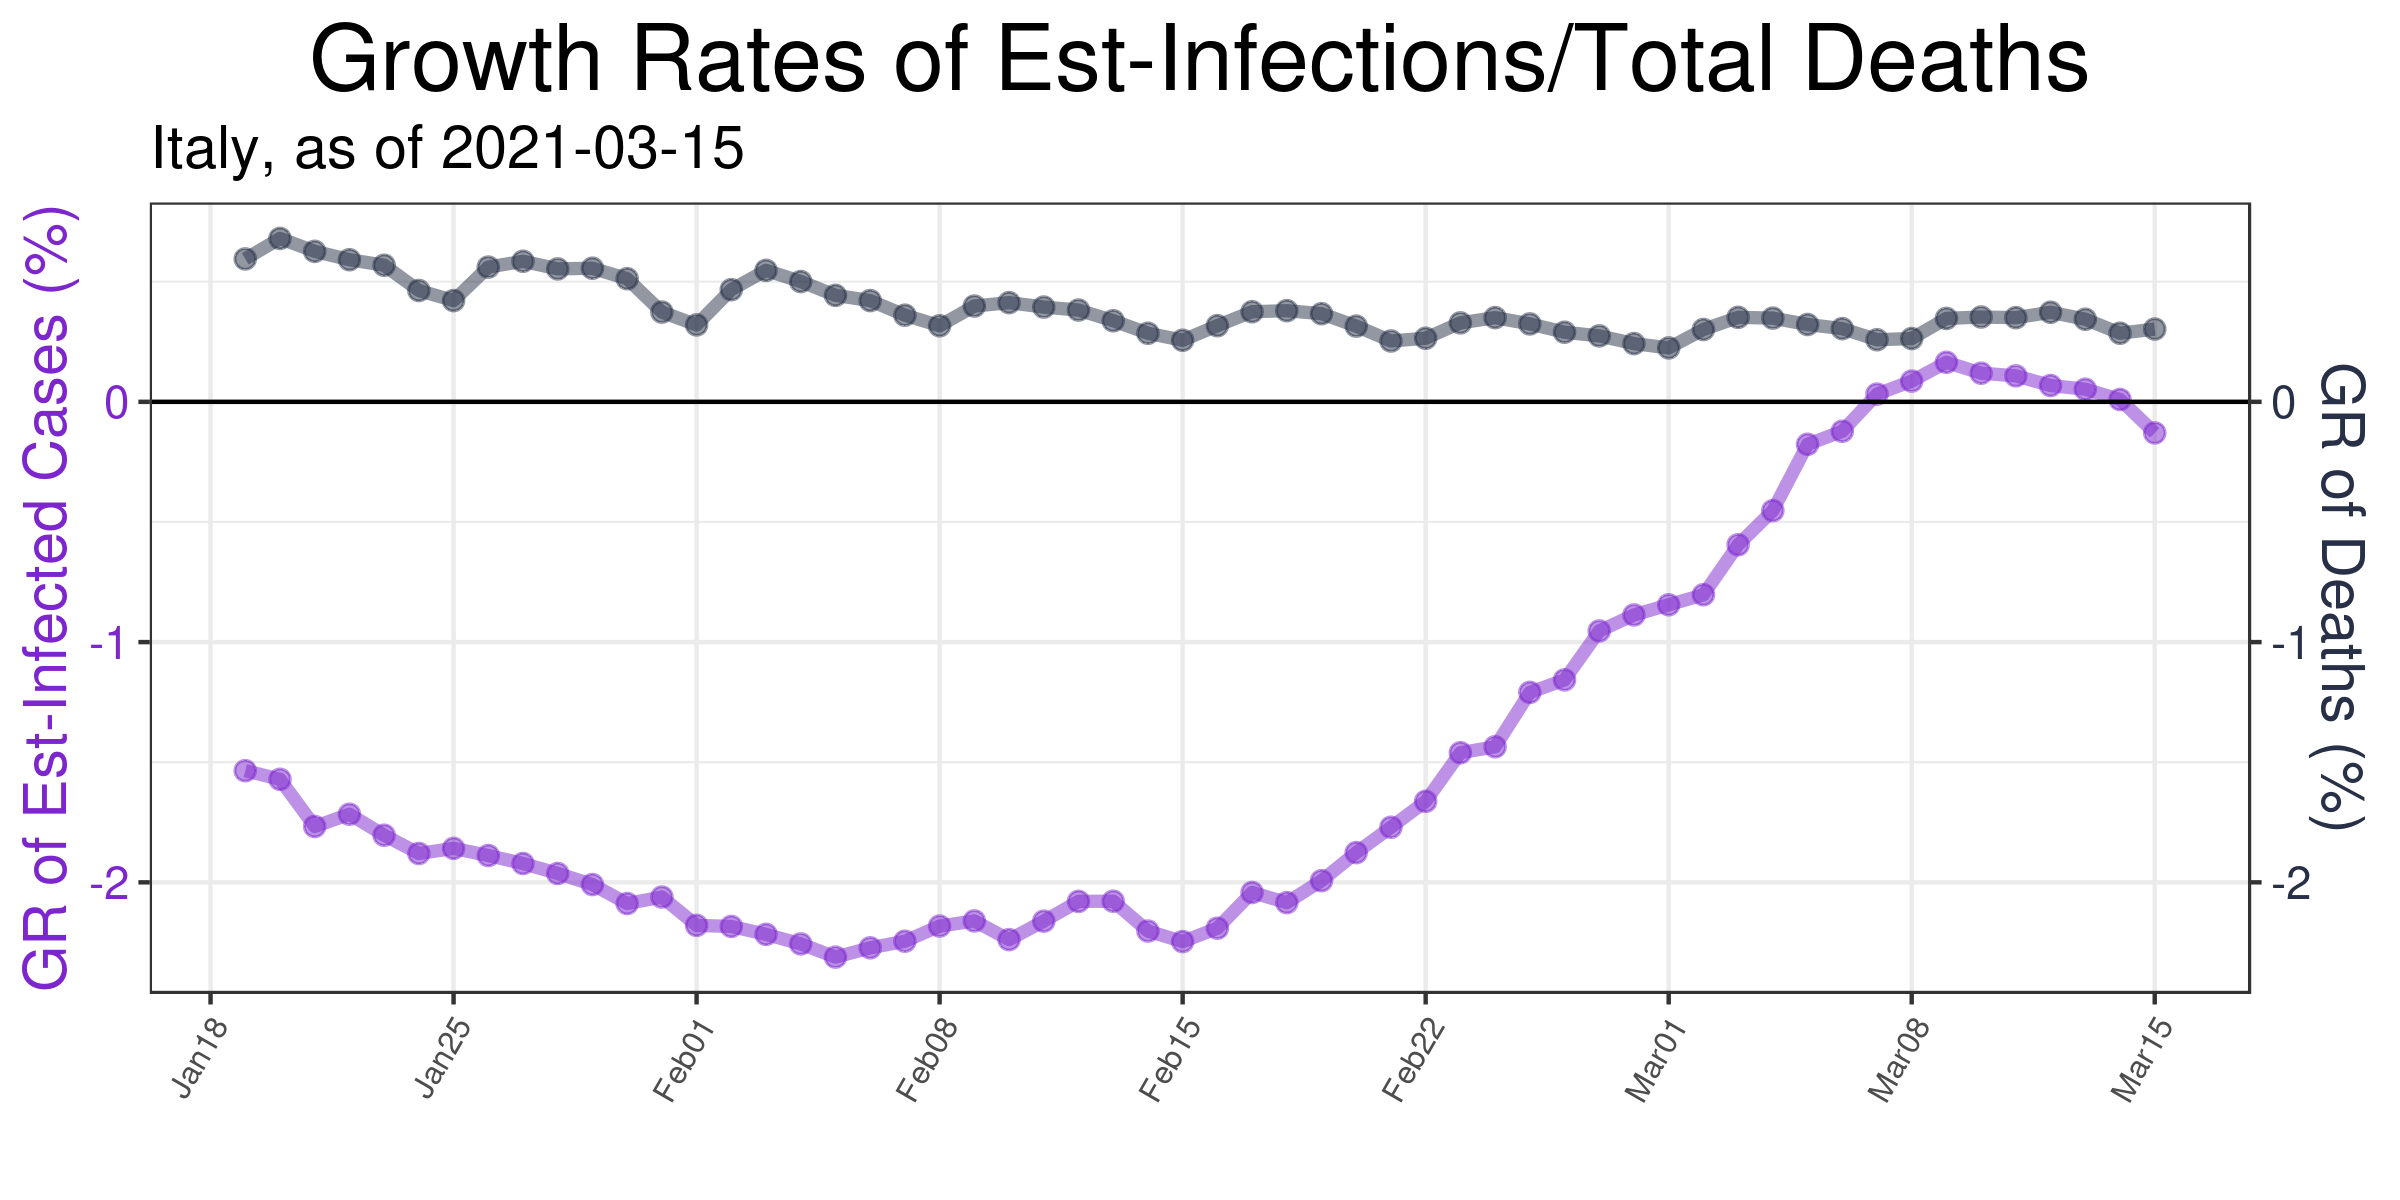 Growth Rates of Est-Infections/Total Deaths
Italy, as of 2021-03-15
GR of Est-Infected Cases (%)
0
-1
-2
0
-1
-2
GR of Deaths (%)
Jan18
Jan25
Feb01
Feb08
Feb15
Feb22
Mar01
Mar08
Mar15